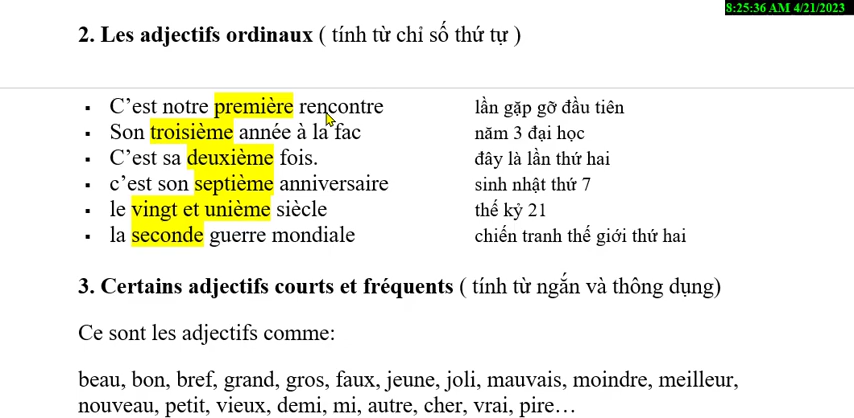 8:25:36 AM 4/21/2023
2. Les adjectifs ordinaux ( tính từ chỉ số thứ tự )
▪ C’est notre première rencontre lần gặp gỡ đầu tiên
▪ Son troisième année à la fac năm 3 đại học
▪ C’est sa deuxième fois. đây là lần thứ hai
▪ c’est son septième anniversaire sinh nhật thứ 7
▪ le vingt et unième siècle thế kỷ 21
▪ la seconde guerre mondiale chiến tranh thế giới thứ hai
3. Certains adjectifs courts et fréquents ( tính từ ngắn và thông dụng)
Ce sont les adjectifs comme:
beau, bon, bref, grand, gros, faux, jeune, joli, mauvais, moindre, meilleur,
nouveau, petit, vieux, demi, mi, autre, cher, vrai, pire…